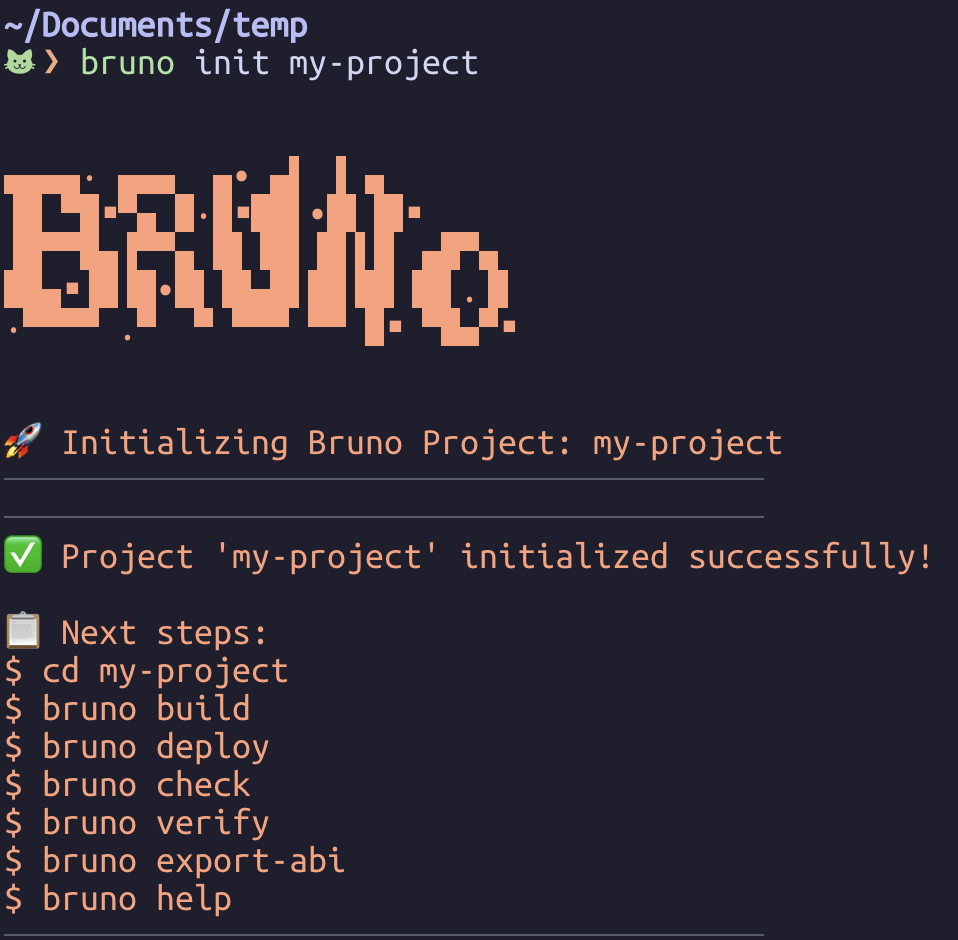 ~/Documents/temp
❯ bruno init my-project
BRUNO
🚀 Initializing Bruno Project: my-project
✅ Project 'my-project' initialized successfully!
📋 Next steps:
$ cd my-project
$ bruno build
$ bruno deploy
$ bruno check
$ bruno verify
$ bruno export-abi
$ bruno help